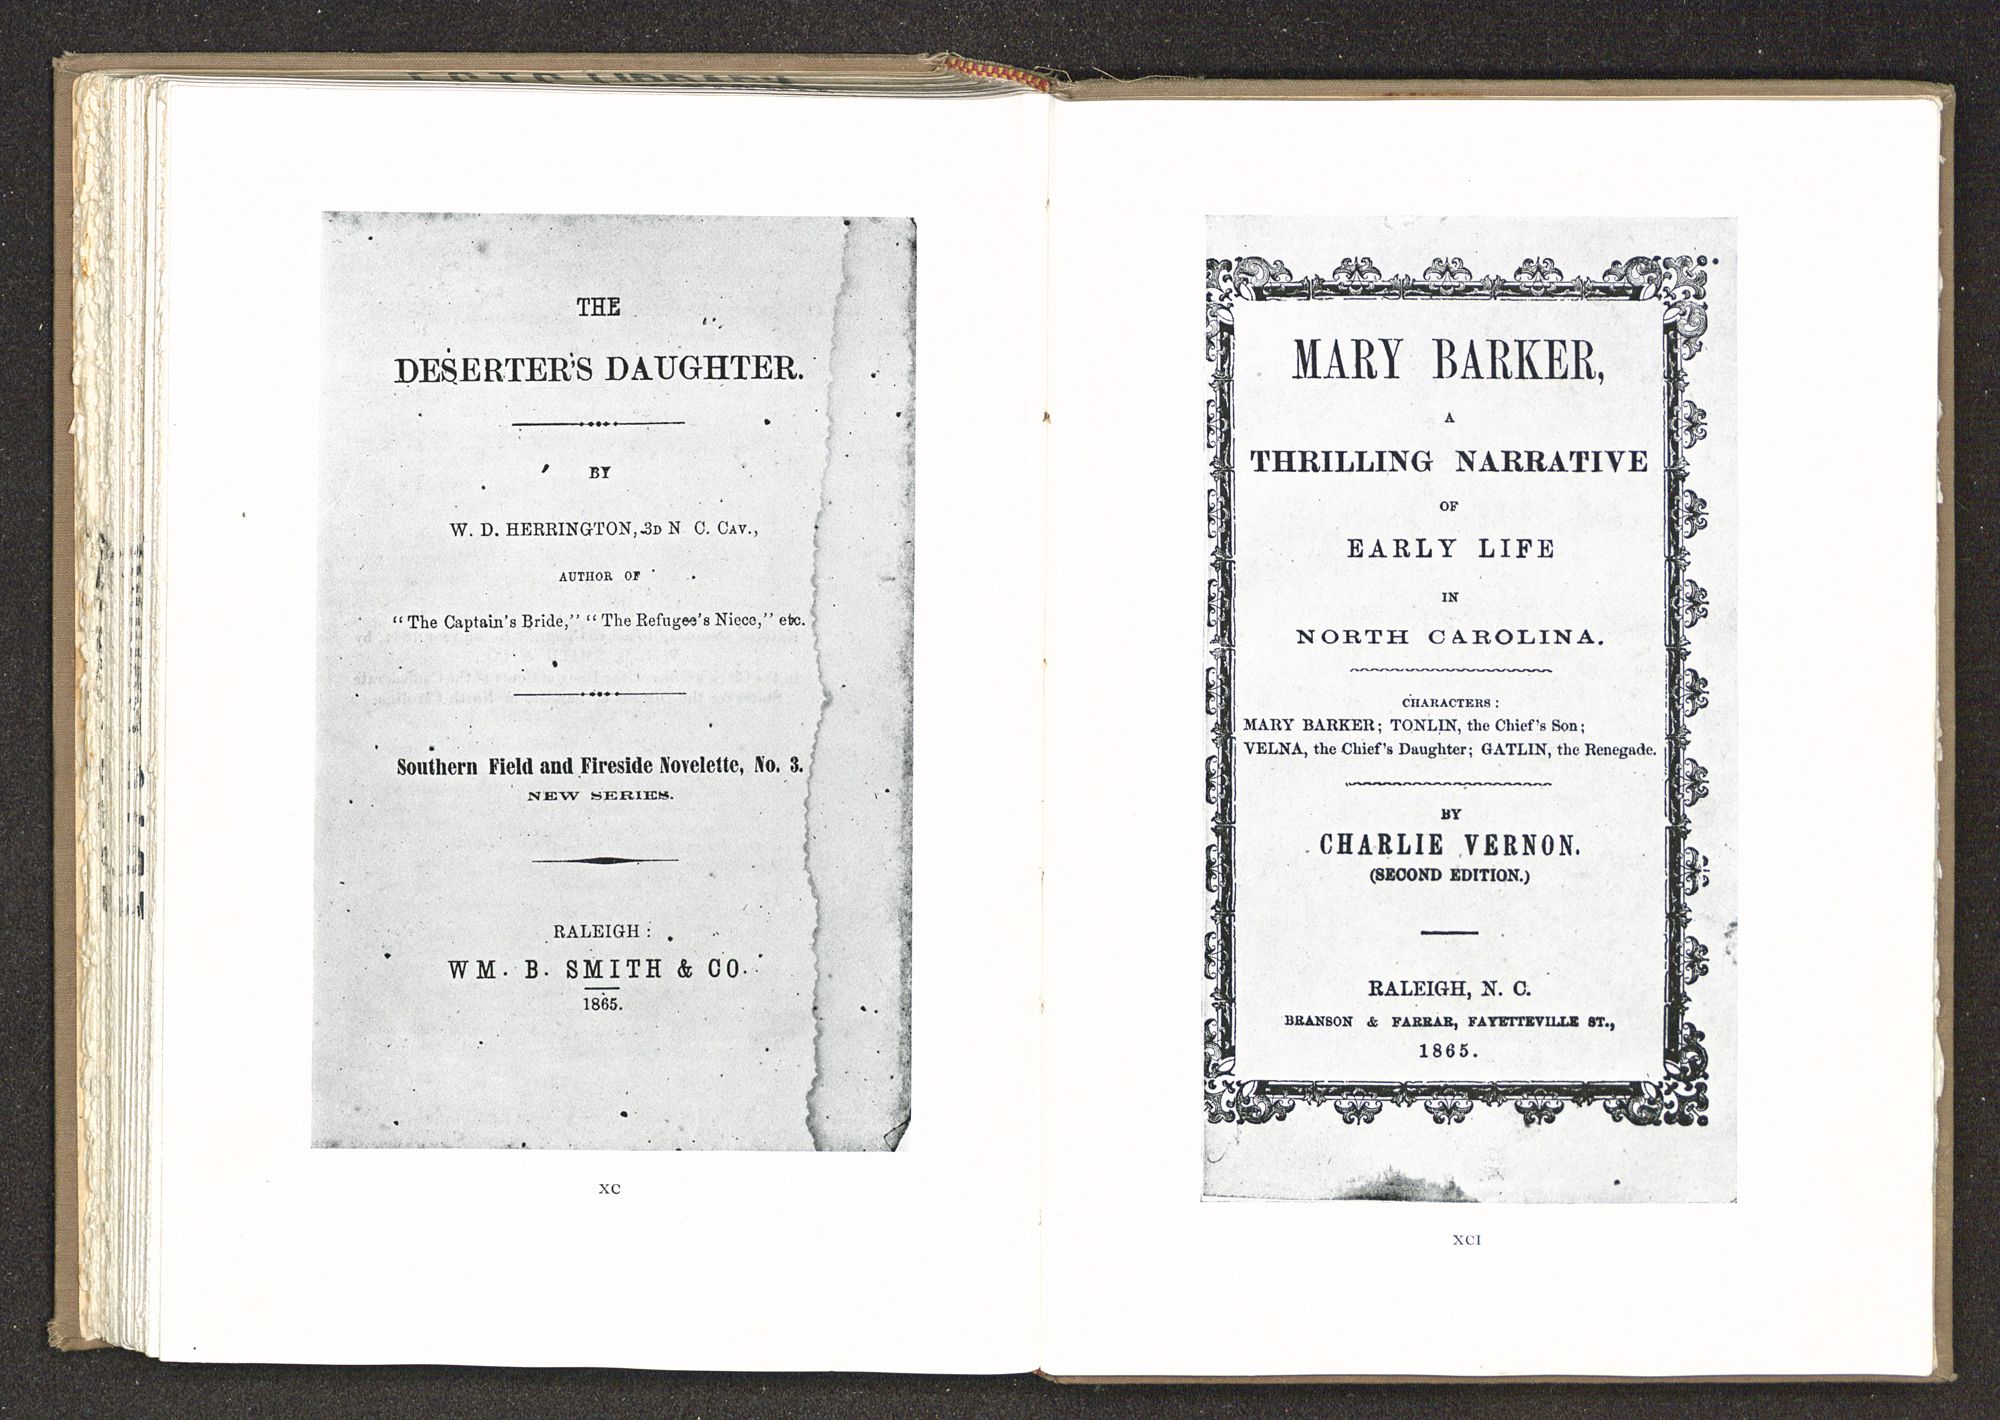 THE
DESERTER'S DAUGHTER.
BY
W. D. HERRINGTON, 3D N C. CAV.,
AUTHOR OF
"The Captain's Bride," "The Refugee's Niece," etc.
Southern Field and Fireside Novelette, No. 3.
NEW SERIES.
RALEIGH:
WM. B. SMITH & CO.
1865.
XC
MARY BARKER,
A
THRILLING NARRATIVE
OF
EARLY LIFE
IN
NORTH CAROLINA.
CHARACTERS:
MARY BARKER; TONLIN, the Chief's Son;
VELNA, the Chief's Daughter; GATLIN, the Renegade.
BY
CHARLIE VERNON.
(SECOND EDITION.)
RALEIGH, N. C.
BRANSON & FARRAR, FAYETTEVILLE ST.,
1865.
XCI